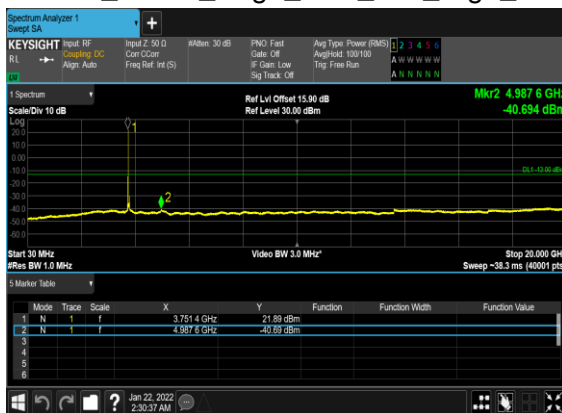 Spectrum Analyzer 1
Swept SA
KEYSIGHT
RL
LXI
Input: RF
Coupling: DC
Align: Auto
Input Z: 50 Ω
Corr CCorr
Freq Ref: Int (S)
#Atten: 30 dB
PNO: Fast
Gate: Off
IF Gain: Low
Sig Track: Off
Avg Type: Power (RMS)
Avg|Hold: 100/100
Trig: Free Run
1 2 3 4 5 6
A W W W W W
A N N N N N
1 Spectrum
Scale/Div 10 dB
Ref Lvl Offset 15.90 dB
Ref Level 30.00 dBm
Mkr2 4.987 6 GHz
-40.694 dBm
Log
20.0
10.0
0.00
-10.0
-20.0
-30.0
-40.0
-50.0
-60.0
1
2
DL1 -13.00 dBm
Start 30 MHz
#Res BW 1.0 MHz
Video BW 3.0 MHz*
Stop 20.000 GHz
Sweep ~38.3 ms (40001 pts)
5 Marker Table
Mode Trace Scale X Y Function Function Width Function Value
1 N 1 f 3.751 4 GHz 21.89 dBm
2 N 1 f 4.987 6 GHz -40.69 dBm
3
4
5
6
?
Jan 22, 2022
2:30:37 AM